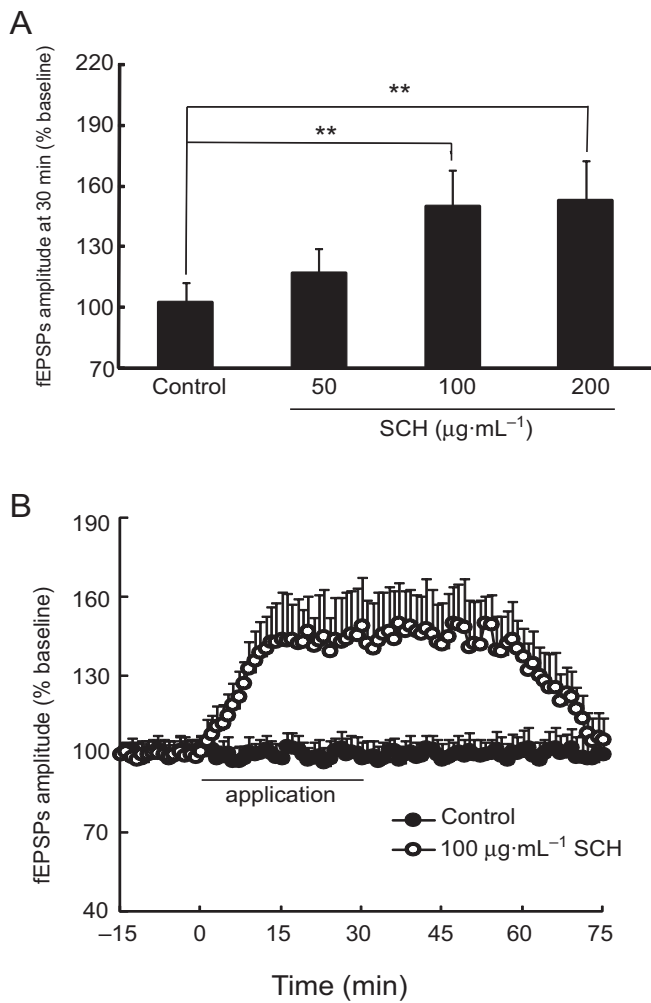 A
fEPSPs amplitude at 30 min (% baseline)
220
190
160
130
100
70
**
**
Control
50
100
200
SCH (µg·mL⁻¹)
B
fEPSPs amplitude (% baseline)
190
160
130
100
70
40
application
Control
100 µg·mL⁻¹ SCH
–15
0
15
30
45
60
75
Time (min)